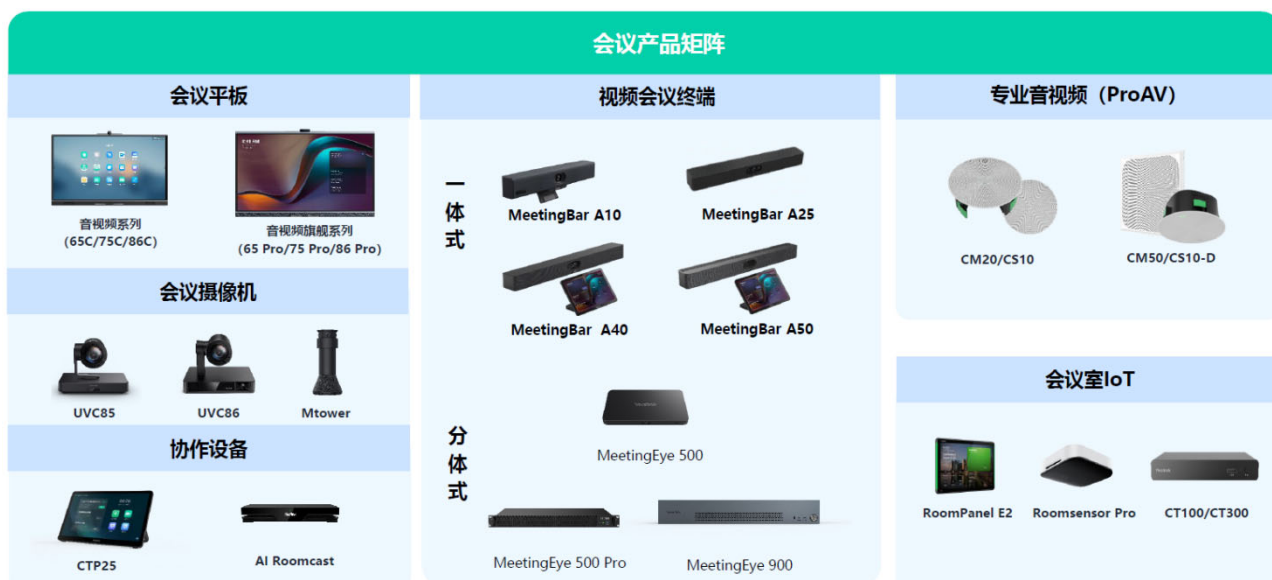 会议产品矩阵
会议平板
音视频系列
（65C/75C/86C）
音视频旗舰系列
（65 Pro/75 Pro/86 Pro）
会议摄像机
UVC85
UVC86
Mtower
协作设备
CTP25
AI Roomcast
视频会议终端
一体式
MeetingBar A10
MeetingBar A25
MeetingBar A40
MeetingBar A50
分体式
MeetingEye 500
MeetingEye 500 Pro
MeetingEye 900
专业音视频（ProAV）
CM20/CS10
CM50/CS10-D
会议室IoT
RoomPanel E2
Roomsensor Pro
CT100/CT300